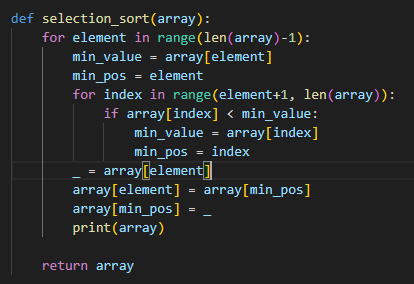 def selection_sort(array):
    for element in range(len(array)-1):
        min_value = array[element]
        min_pos = element
        for index in range(element+1, len(array)):
            if array[index] < min_value:
                min_value = array[index]
                min_pos = index
        _ = array[element]
        array[element] = array[min_pos]
        array[min_pos] = _
        print(array)

    return array